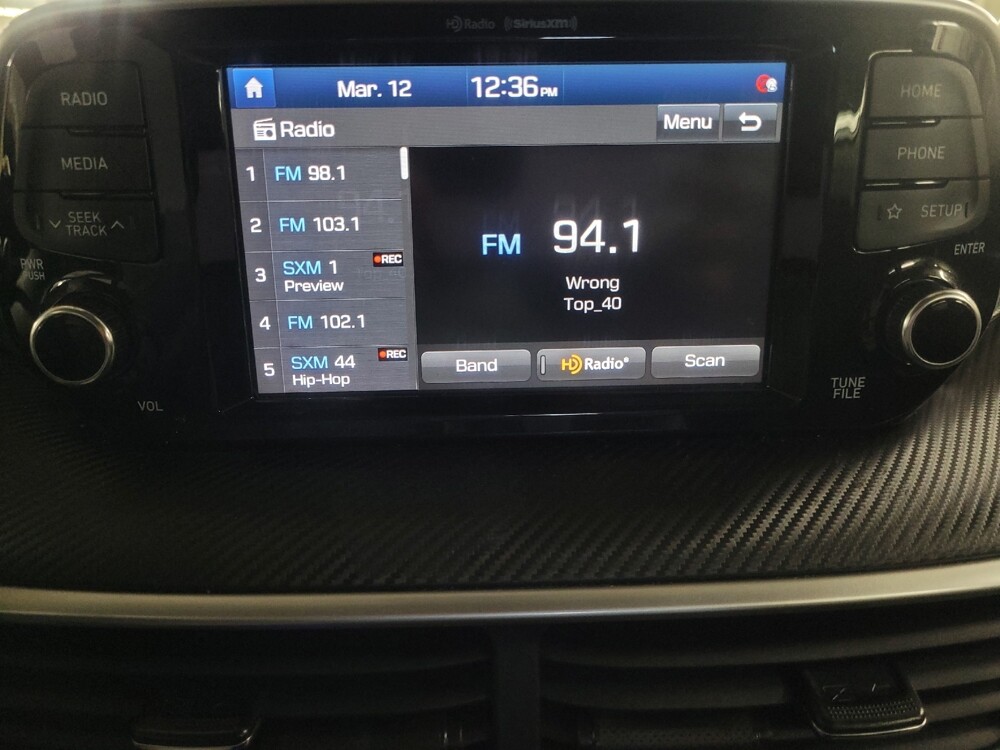 HD Radio SiriusXM
Mar. 12 12:36 PM
RADIO
MEDIA
SEEK
TRACK
PWR
PUSH
VOL
Radio
Menu
1 FM 98.1
2 FM 103.1
3 SXM 1 REC
Preview
4 FM 102.1
5 SXM 44 REC
Hip-Hop
FM 94.1
Wrong
Top_40
Band
HD Radio®
Scan
HOME
PHONE
SETUP
ENTER
TUNE
FILE